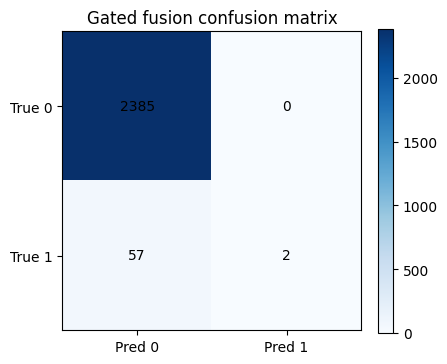 Gated fusion confusion matrix
True 0
2385
0
True 1
57
2
Pred 0
Pred 1
2000
1500
1000
500
0